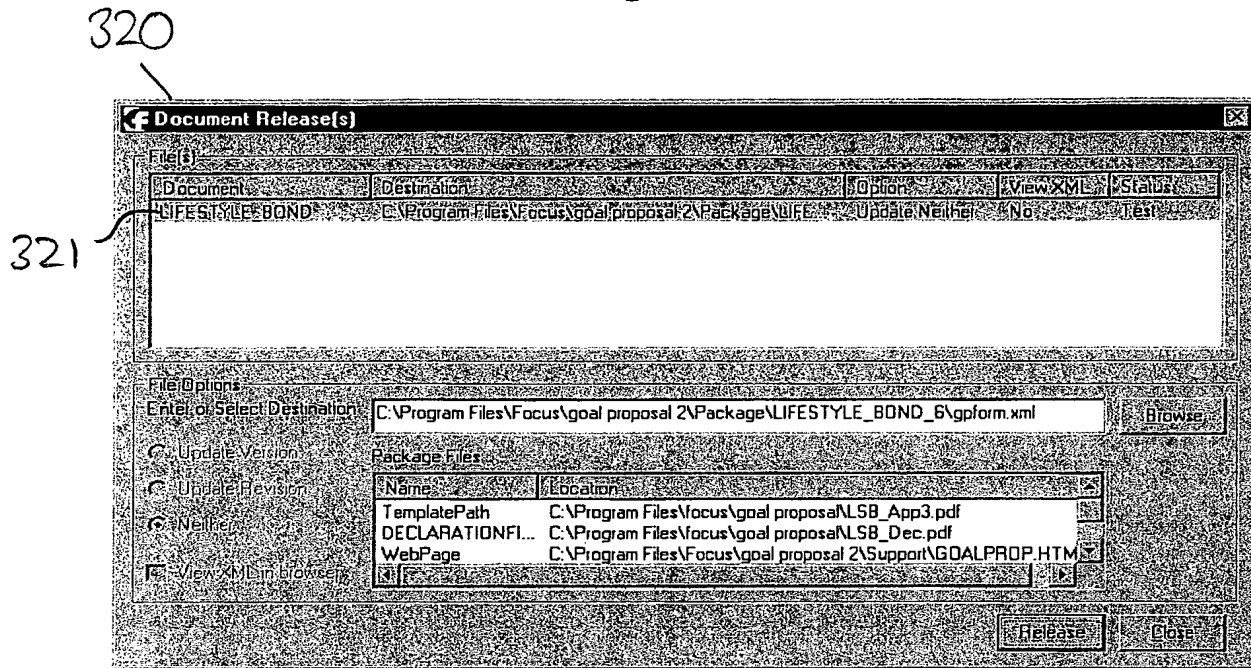 320
Document Release(s)
File(s)
Document Destination Option View XML Status
LIFESTYLE_BOND C:\Program Files\Focus\goal proposal 2\Package\LIFE... Update Neither No Test
321
File Options
Enter or Select Destination C:\Program Files\Focus\goal proposal 2\Package\LIFESTYLE_BOND_6\gpform.xml Browse
Update Version
Package Files
Update Revision
Name Location
TemplatePath C:\Program Files\focus\goal proposal\LSB_App3.pdf
Neither
DECLARATIONFI... C:\Program Files\focus\goal proposal\LSB_Dec.pdf
WebPage C:\Program Files\Focus\goal proposal 2\Support\GOALPROP.HTM
View XML in browser
Release Close